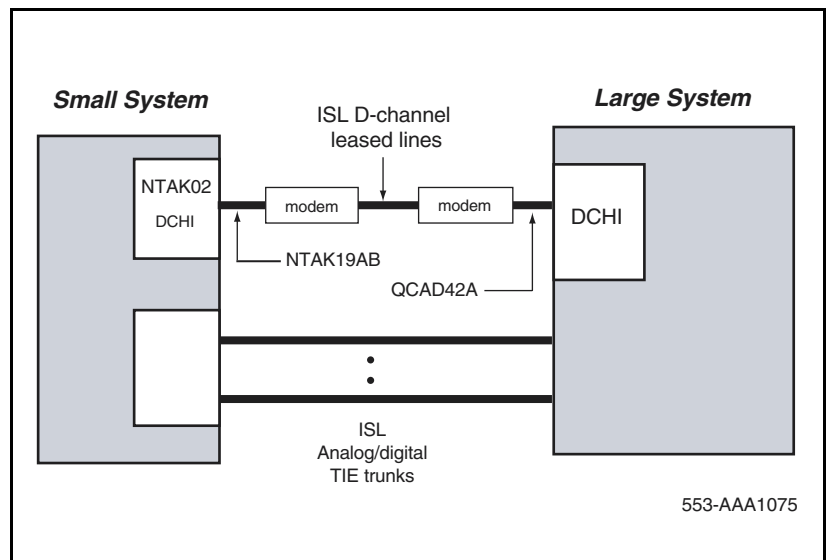 Small System
Large System
ISL D-channel
leased lines
NTAK02
DCHI
modem
modem
DCHI
NTAK19AB
QCAD42A
ISL
Analog/digital
TIE trunks
553-AAA1075